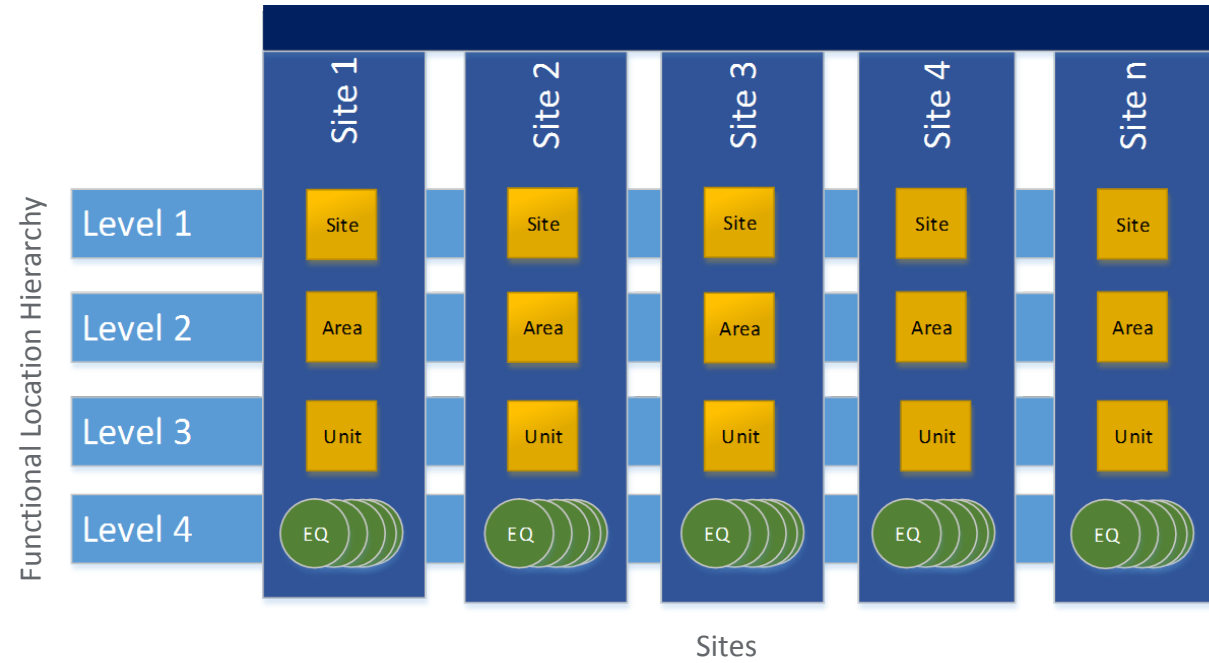 Site 1
Site 2
Site 3
Site 4
Site n
Functional Location Hierarchy
Level 1
Site
Site
Site
Site
Site
Level 2
Area
Area
Area
Area
Area
Level 3
Unit
Unit
Unit
Unit
Unit
Level 4
EQ
EQ
EQ
EQ
EQ
Sites